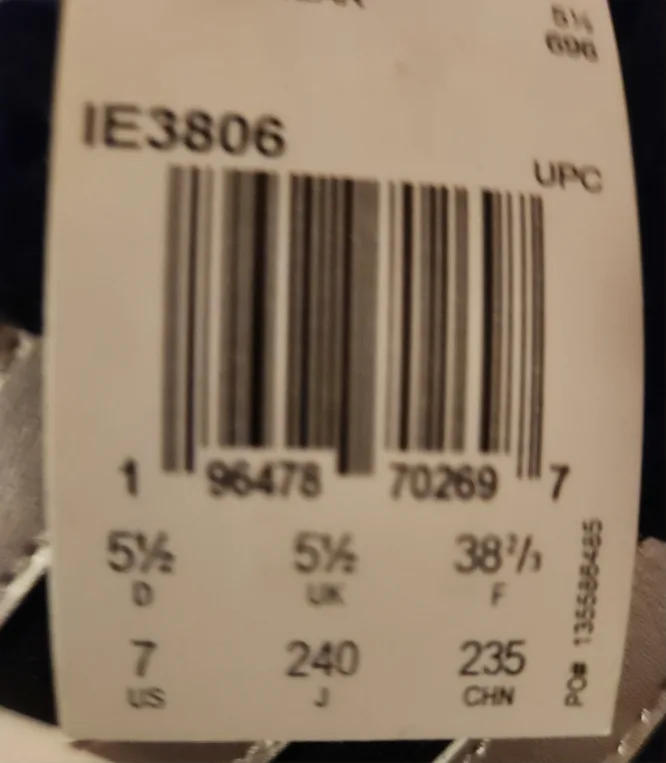 5½
696
IE3806
UPC
1 96478 70269 7
5½ 5½ 38²/₃
D UK F
7 240 235
US J CHN
PO# 135586485